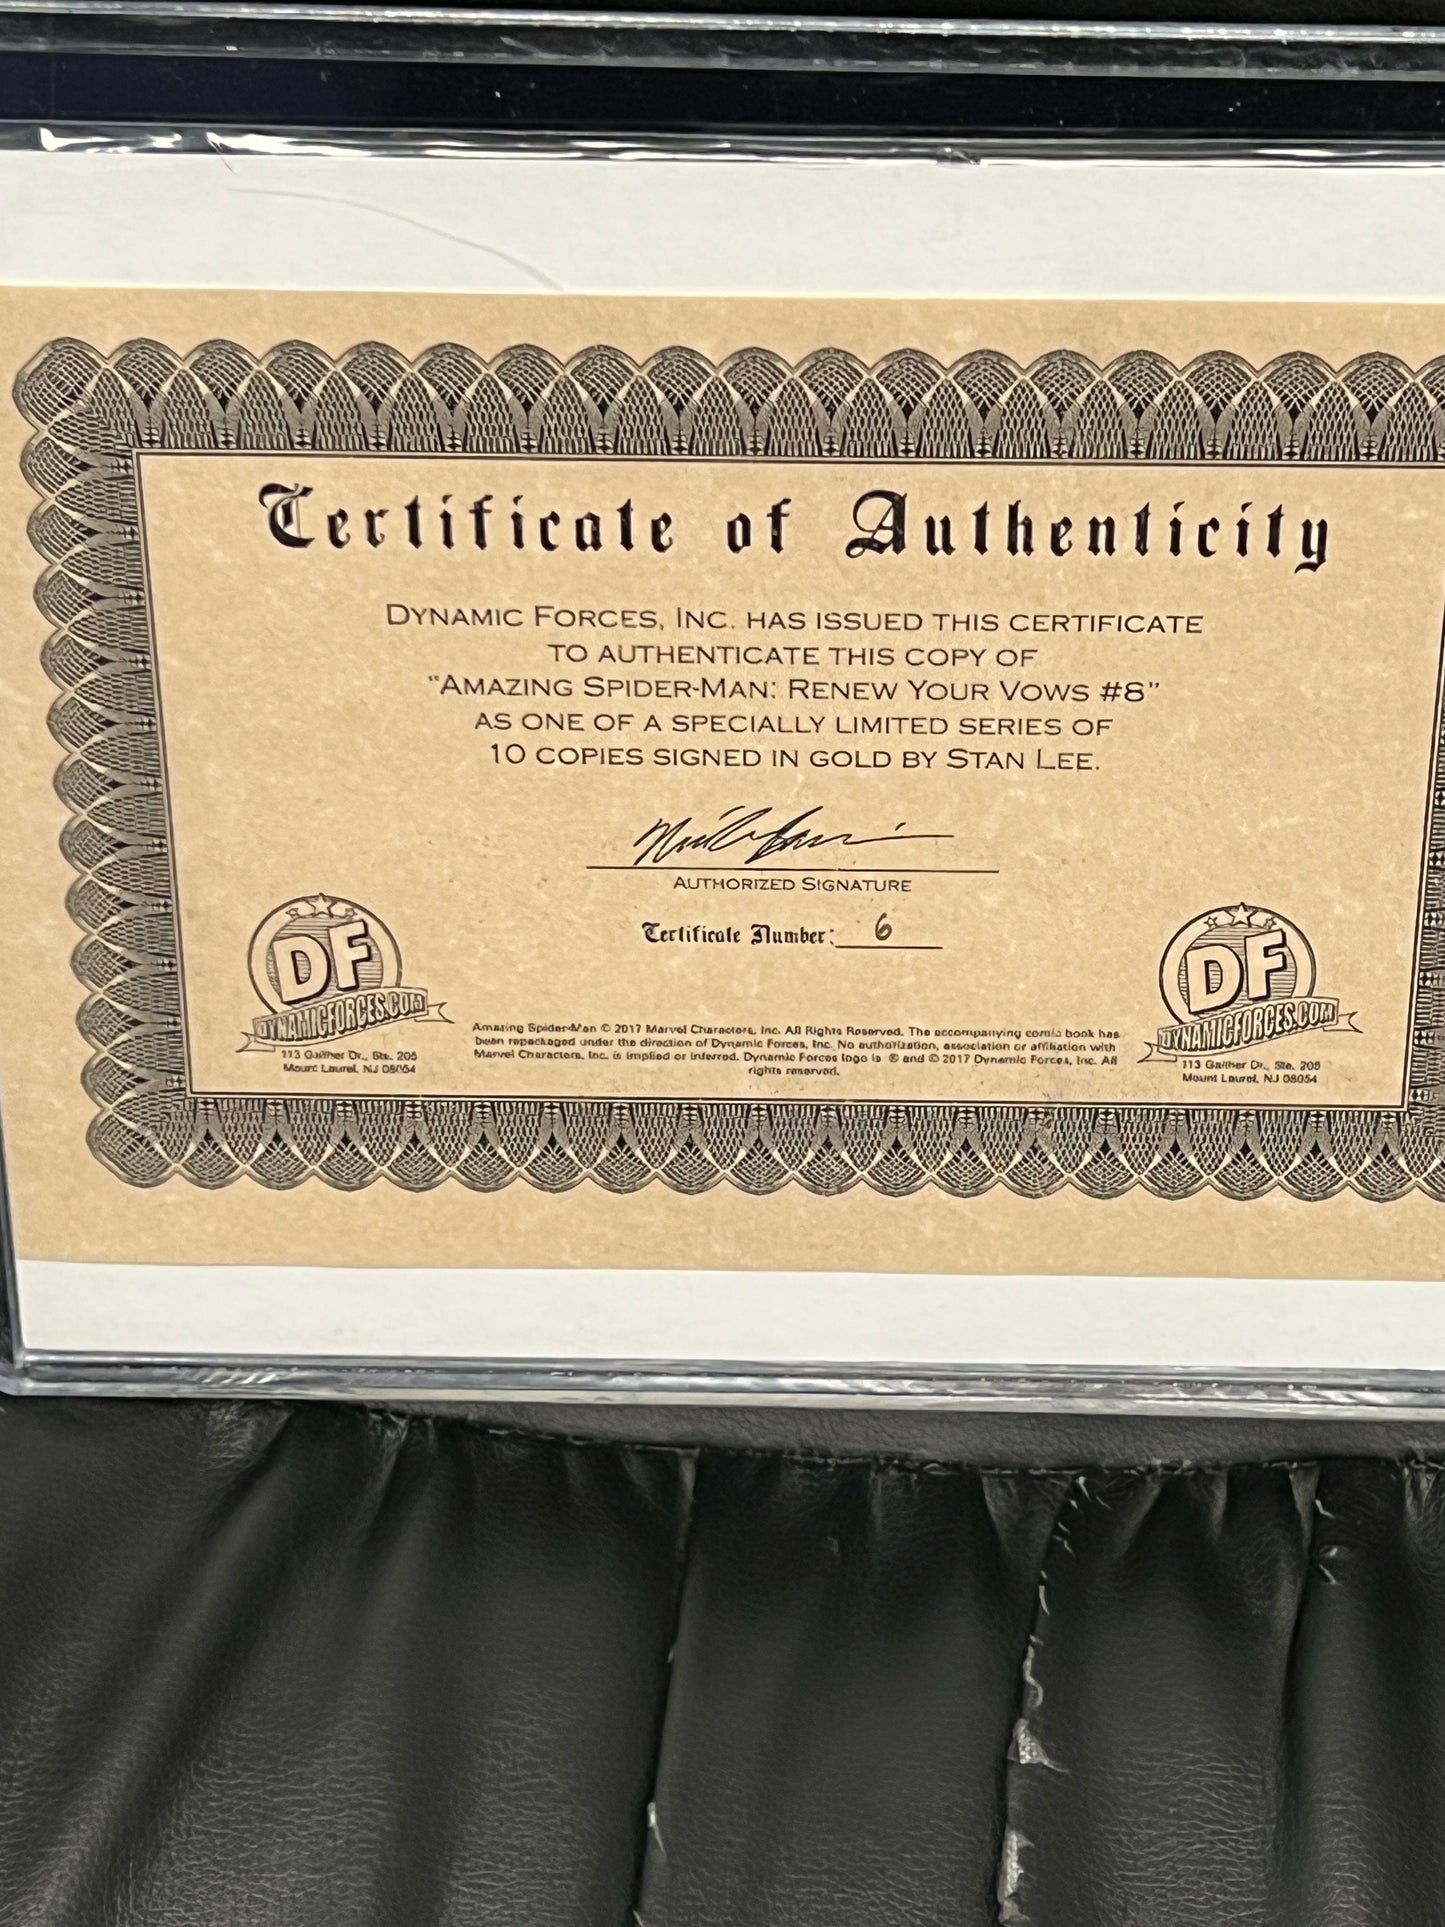 Certificate of Authenticity
DYNAMIC FORCES, INC. HAS ISSUED THIS CERTIFICATE
TO AUTHENTICATE THIS COPY OF
"AMAZING SPIDER-MAN: RENEW YOUR VOWS #8"
AS ONE OF A SPECIALLY LIMITED SERIES OF
10 COPIES SIGNED IN GOLD BY STAN LEE.
AUTHORIZED SIGNATURE
Certificate Number: 6
DF
DYNAMICFORCES.COM
113 Gaither Dr., Ste. 205
Mount Laurel, NJ 08054
Amazing Spider-Man © 2017 Marvel Characters, Inc. All Rights Reserved. The accompanying comic book has
been repackaged under the direction of Dynamic Forces, Inc. No authorization, association or affiliation with
Marvel Characters, Inc. is implied or inferred. Dynamic Forces logo is ® and © 2017 Dynamic Forces, Inc. All
rights reserved.
DF
DYNAMICFORCES.COM
113 Gaither Dr., Ste. 205
Mount Laurel, NJ 08054